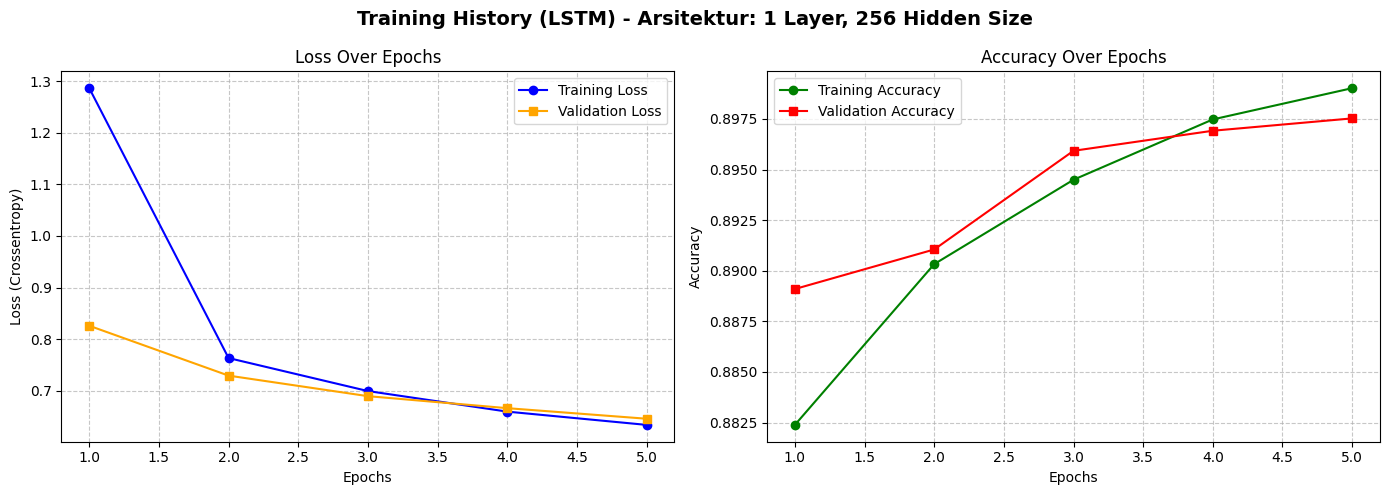 Training History (LSTM) - Arsitektur: 1 Layer, 256 Hidden Size
Loss Over Epochs
Training Loss
Validation Loss
Loss (Crossentropy)
1.3
1.2
1.1
1.0
0.9
0.8
0.7
1.0 1.5 2.0 2.5 3.0 3.5 4.0 4.5 5.0
Epochs
Accuracy Over Epochs
Training Accuracy
Validation Accuracy
Accuracy
0.8975
0.8950
0.8925
0.8900
0.8875
0.8850
0.8825
1.0 1.5 2.0 2.5 3.0 3.5 4.0 4.5 5.0
Epochs